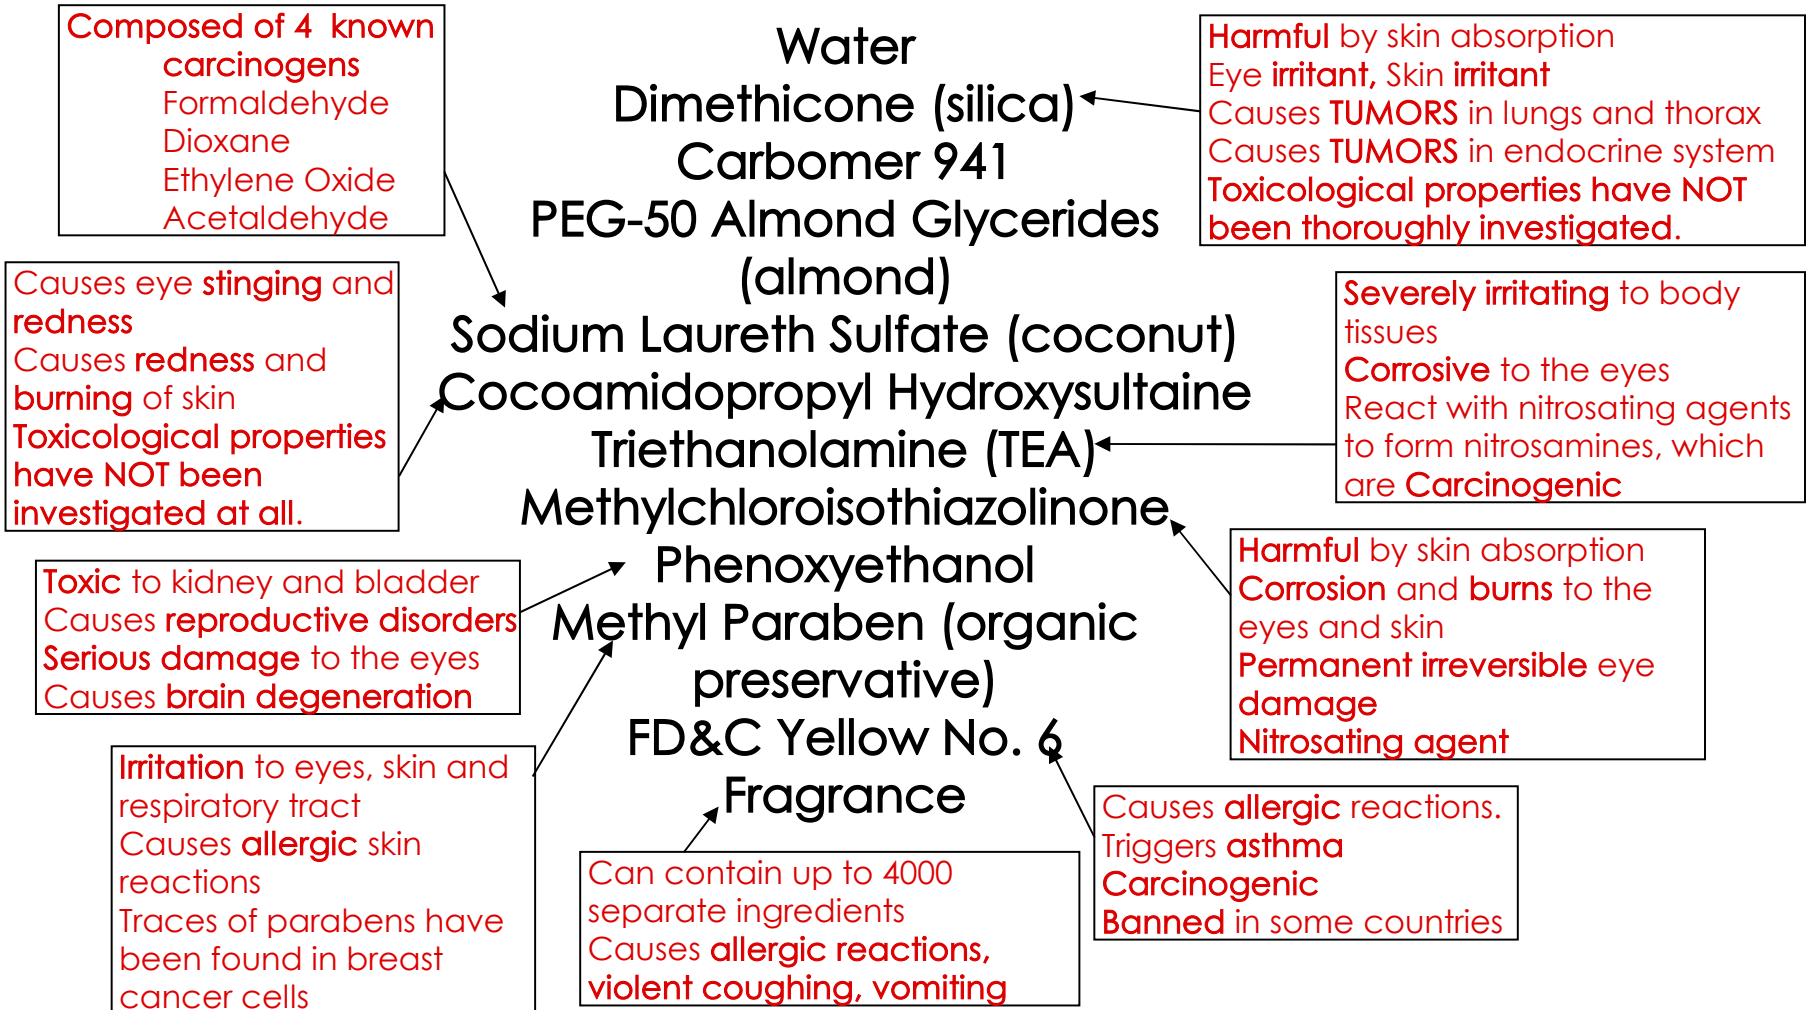 Composed of 4 known
carcinogens
Formaldehyde
Dioxane
Ethylene Oxide
Acetaldehyde
Causes eye stinging and
redness
Causes redness and
burning of skin
Toxicological properties
have NOT been
investigated at all.
Toxic to kidney and bladder
Causes reproductive disorders
Serious damage to the eyes
Causes brain degeneration
Irritation to eyes, skin and
respiratory tract
Causes allergic skin
reactions
Traces of parabens have
been found in breast
cancer cells
Water
Dimethicone (silica)
Carbomer 941
PEG-50 Almond Glycerides
(almond)
Sodium Laureth Sulfate (coconut)
Cocoamidopropyl Hydroxysultaine
Triethanolamine (TEA)
Methylchloroisothiazolinone
Phenoxyethanol
Methyl Paraben (organic
preservative)
FD&C Yellow No. 6
Fragrance
Can contain up to 4000
separate ingredients
Causes allergic reactions,
violent coughing, vomiting
Harmful by skin absorption
Eye irritant, Skin irritant
Causes TUMORS in lungs and thorax
Causes TUMORS in endocrine system
Toxicological properties have NOT
been thoroughly investigated.
Severely irritating to body
tissues
Corrosive to the eyes
React with nitrosating agents
to form nitrosamines, which
are Carcinogenic
Harmful by skin absorption
Corrosion and burns to the
eyes and skin
Permanent irreversible eye
damage
Nitrosating agent
Causes allergic reactions.
Triggers asthma
Carcinogenic
Banned in some countries